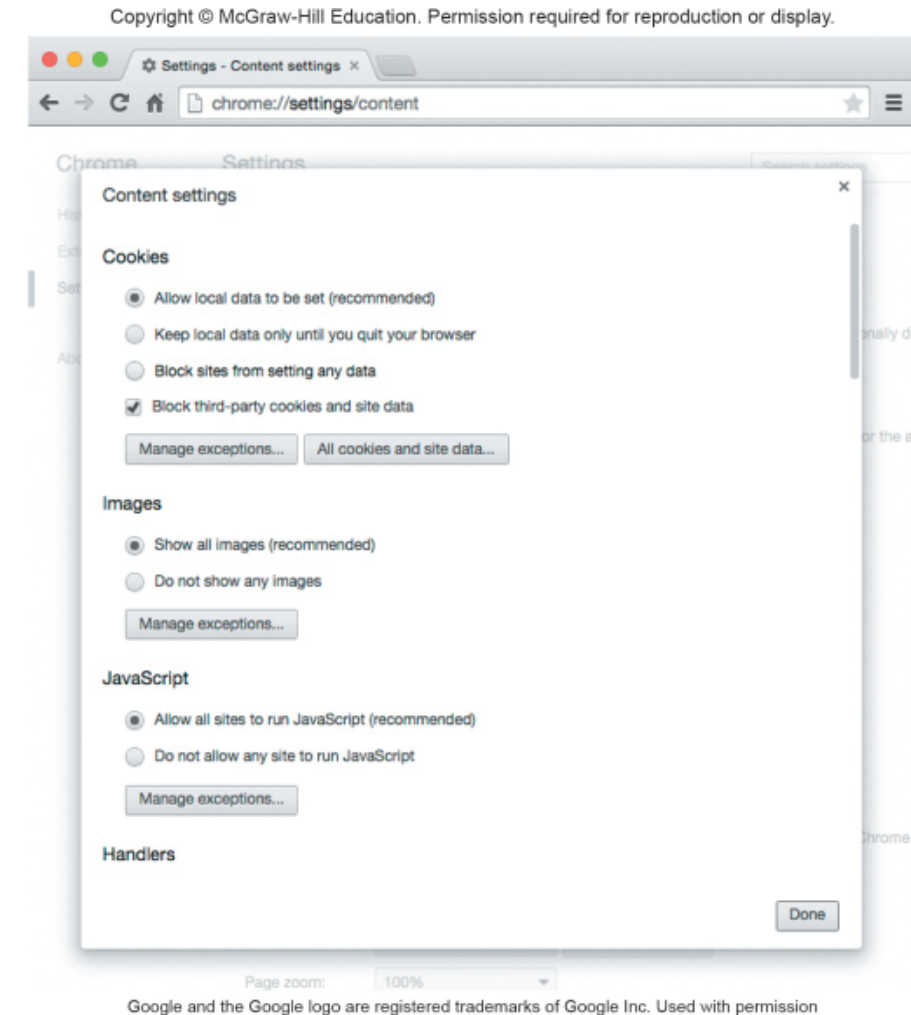 Copyright © McGraw-Hill Education. Permission required for reproduction or display.
Settings - Content settings ×
chrome://settings/content
Chrome Settings
Search settings
Content settings
Cookies
Allow local data to be set (recommended)
Keep local data only until you quit your browser
Block sites from setting any data
Block third-party cookies and site data
Manage exceptions... All cookies and site data...
Images
Show all images (recommended)
Do not show any images
Manage exceptions...
JavaScript
Allow all sites to run JavaScript (recommended)
Do not allow any site to run JavaScript
Manage exceptions...
Chrome
Handlers
Done
Page zoom: 100%
Google and the Google logo are registered trademarks of Google Inc. Used with permission